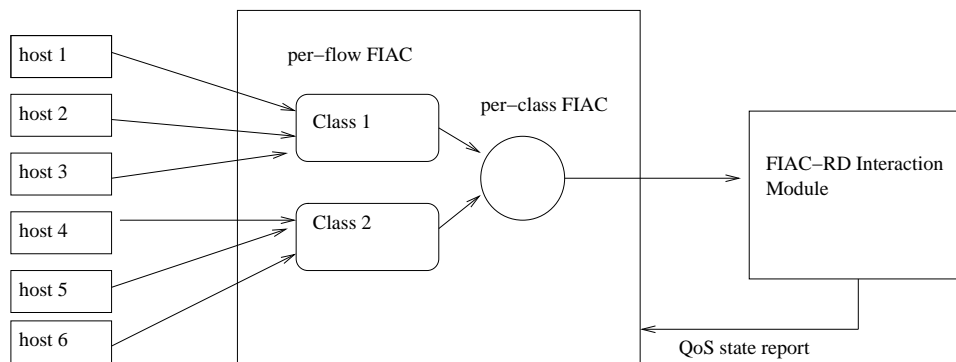 host 1
host 2
host 3
host 4
host 5
host 6
per−flow FIAC
Class 1
Class 2
per−class FIAC
FIAC−RD Interaction
Module
QoS state report